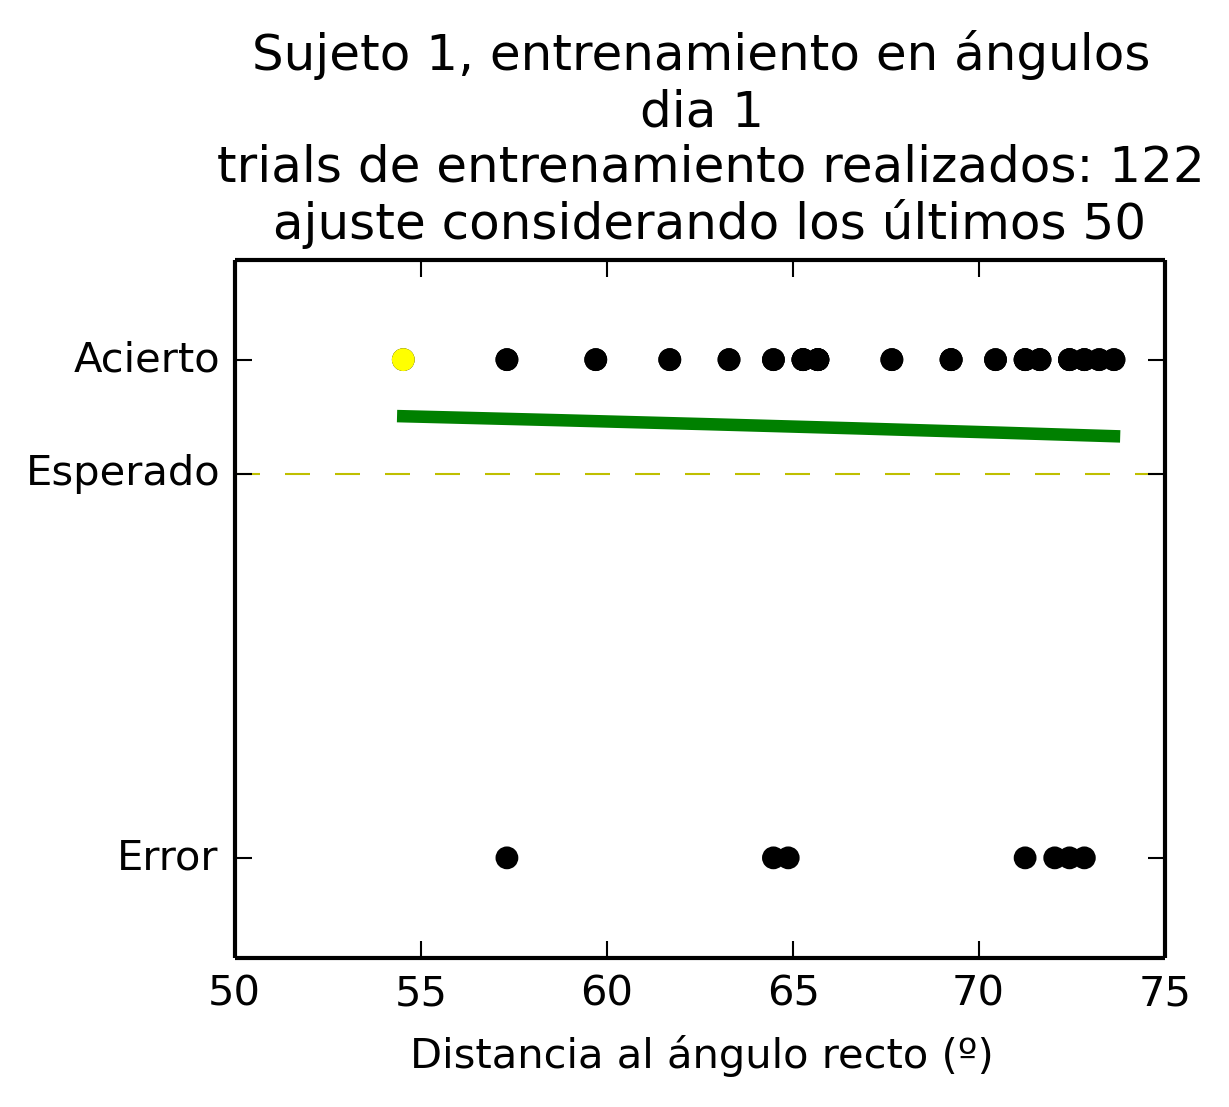 Sujeto 1, entrenamiento en ángulos
dia 1
trials de entrenamiento realizados: 122
ajuste considerando los últimos 50
Acierto
Esperado
Error
50 55 60 65 70 75
Distancia al ángulo recto (º)